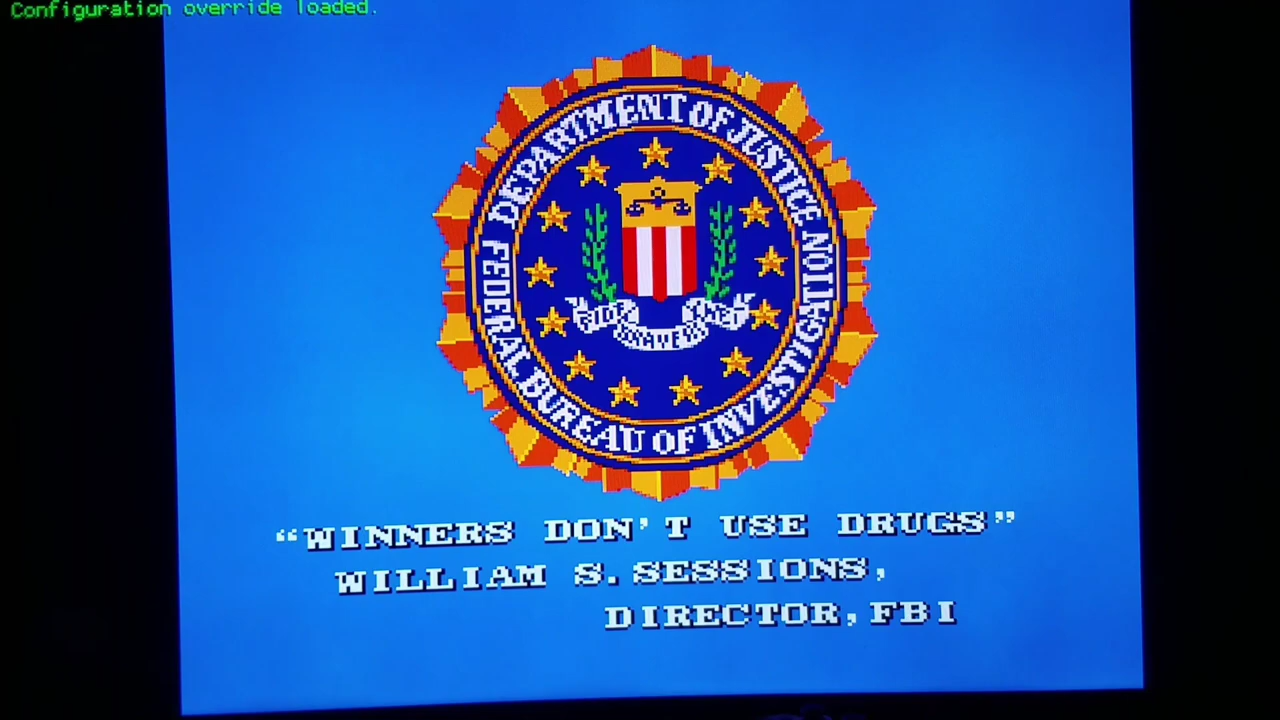 Configuration override loaded.
DEPARTMENT OF JUSTICE
FEDERAL BUREAU OF INVESTIGATION
“WINNERS DON'T USE DRUGS”
WILLIAM S. SESSIONS,
DIRECTOR, FBI